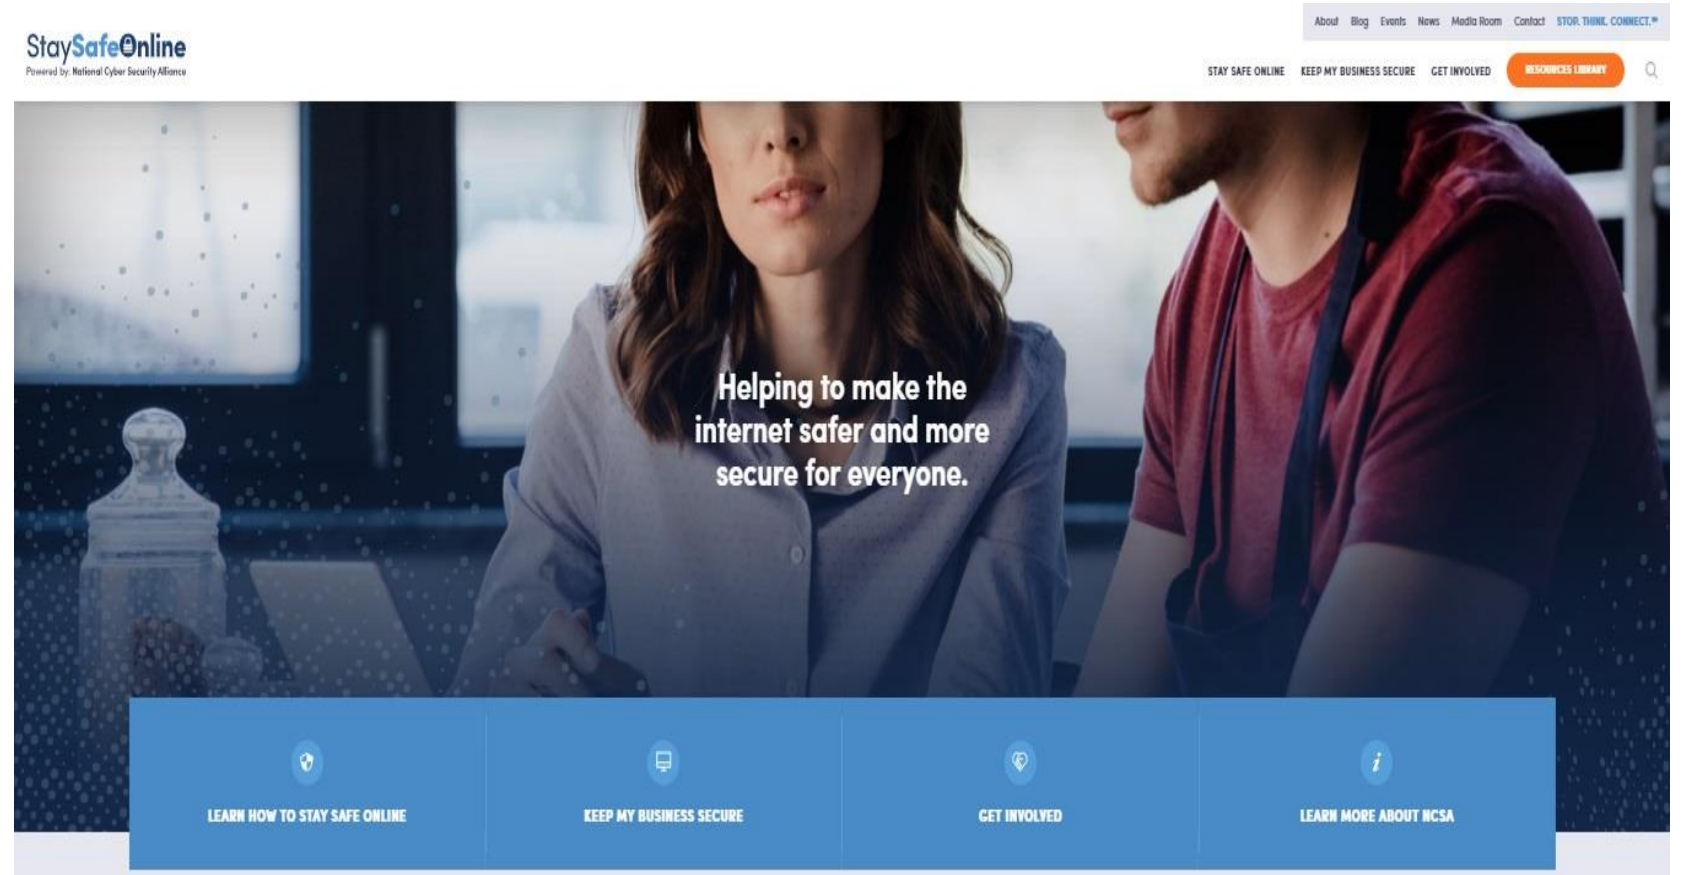 About Blog Events News Media Room Contact STOP. THINK. CONNECT.™
StaySafeOnline
Powered by: National Cyber Security Alliance
STAY SAFE ONLINE KEEP MY BUSINESS SECURE GET INVOLVED RESOURCES LIBRARY
Helping to make the
internet safer and more
secure for everyone.
LEARN HOW TO STAY SAFE ONLINE
KEEP MY BUSINESS SECURE
GET INVOLVED
LEARN MORE ABOUT NCSA